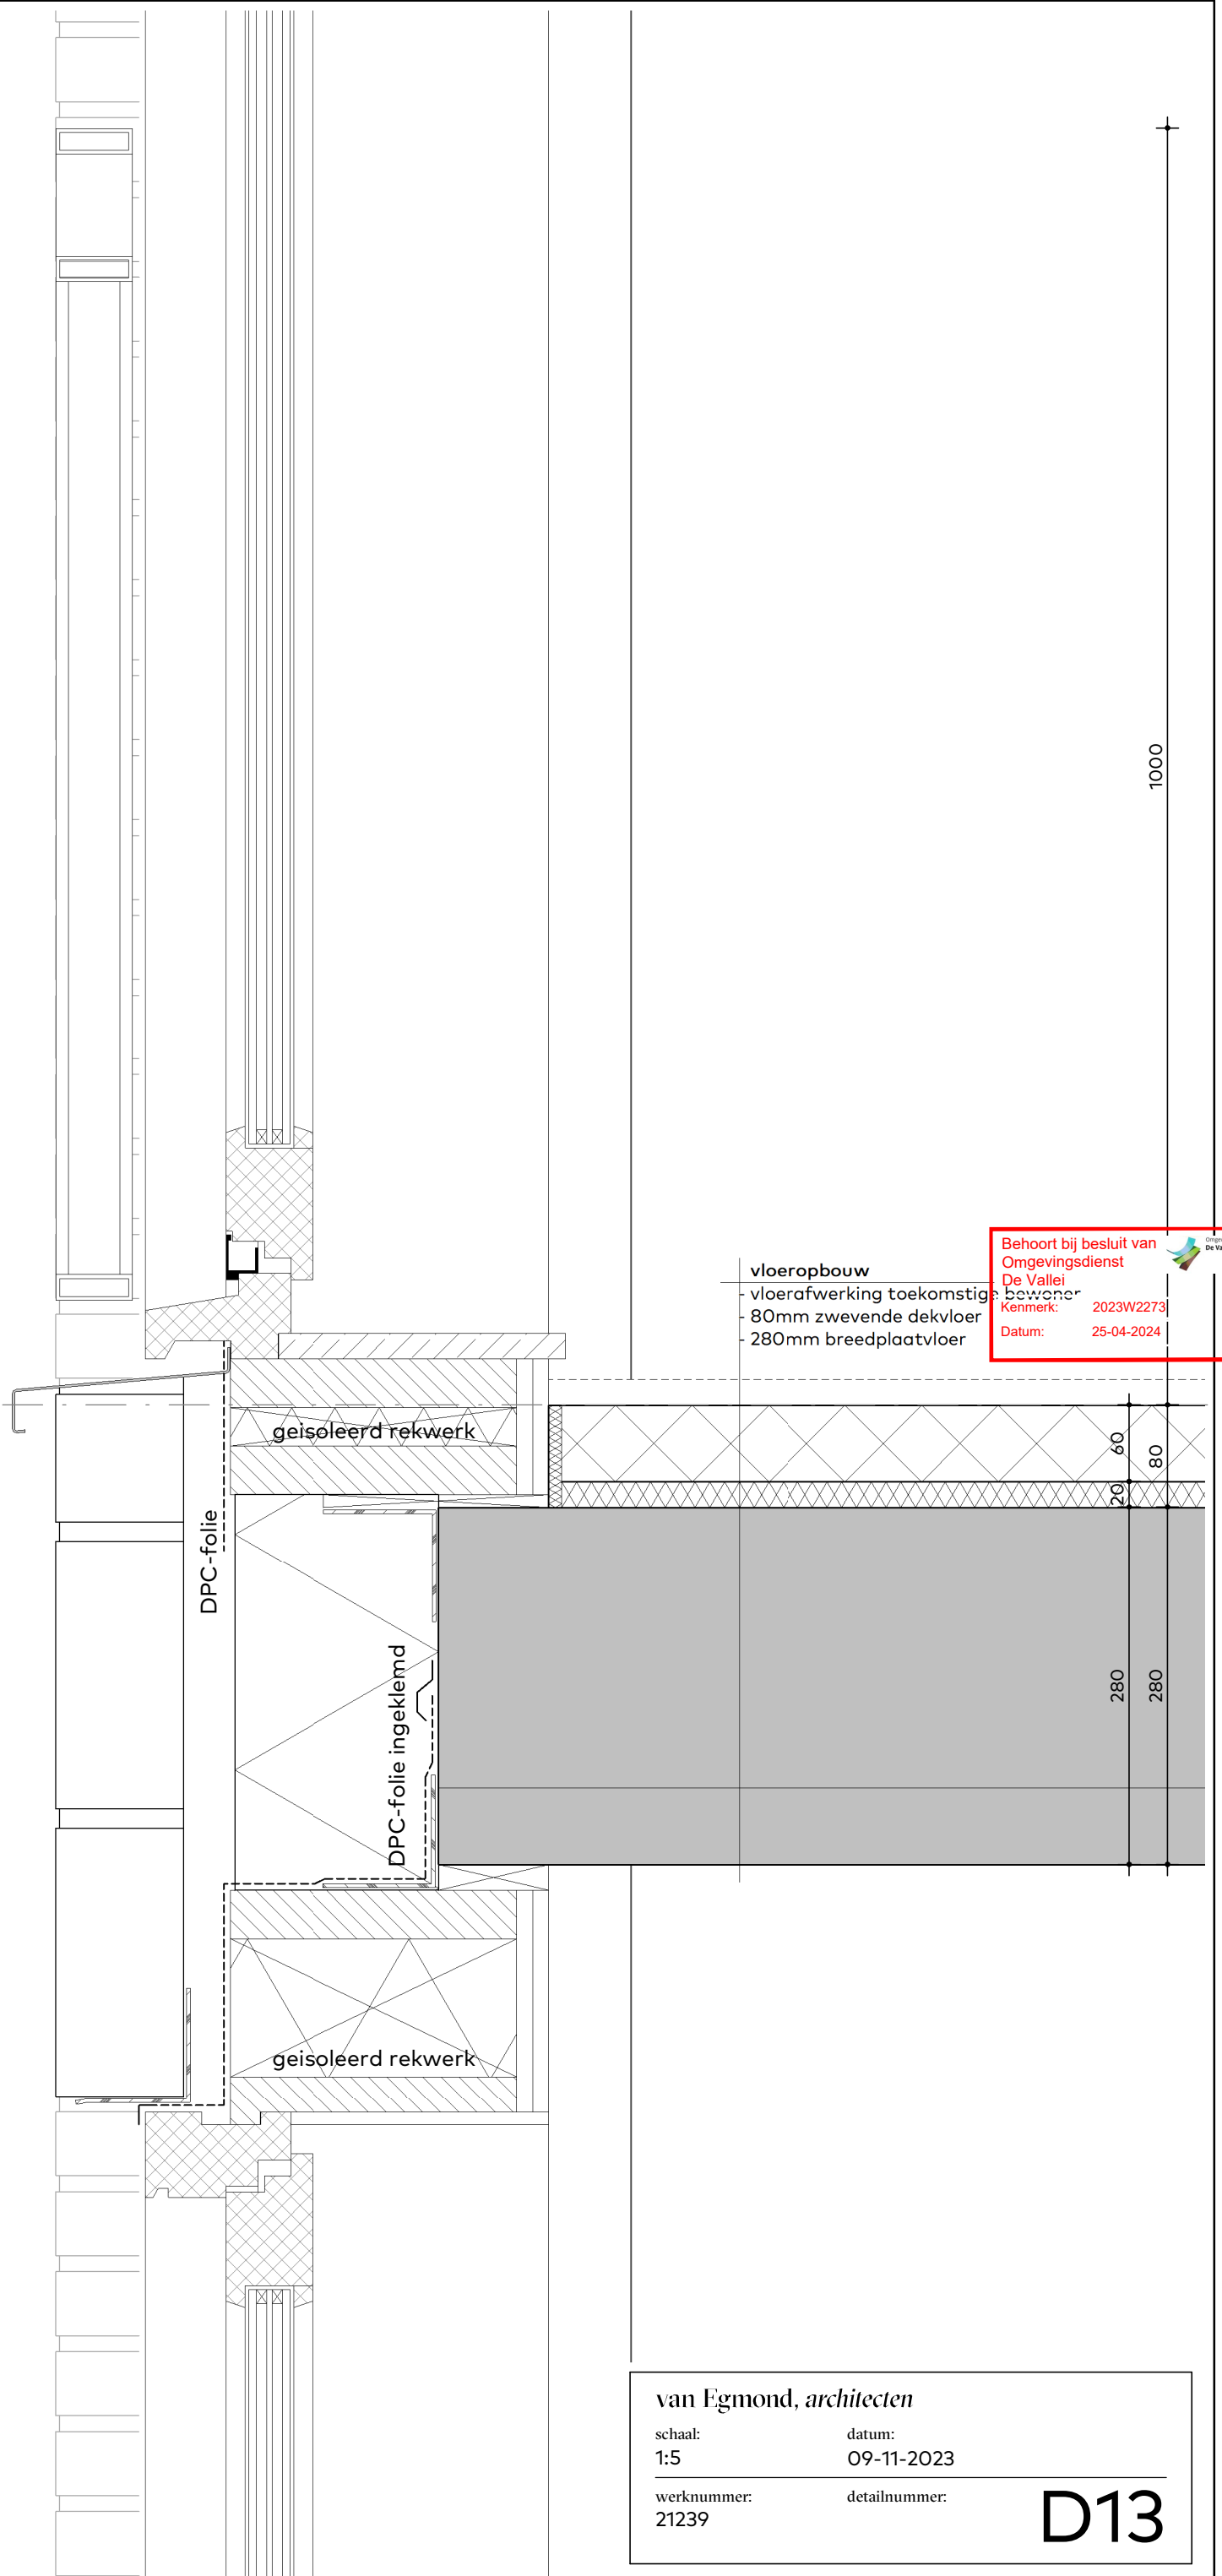 1000
vloeropbouw
- vloerafwerking toekomstige bewoner
- 80mm zwevende dekvloer
- 280mm breedplaatvloer
Behoort bij besluit van
Omgevingsdienst
De Vallei
Kenmerk: 2023W2273
Datum: 25-04-2024
De Va
geisoleerd rekwerk
60
80
20
DPC-folie
DPC-folie ingeklemd
280
280
geisoleerd rekwerk
van Egmond, architecten
schaal: datum:
1:5 09-11-2023
werknummer: detailnummer:
21239 D13